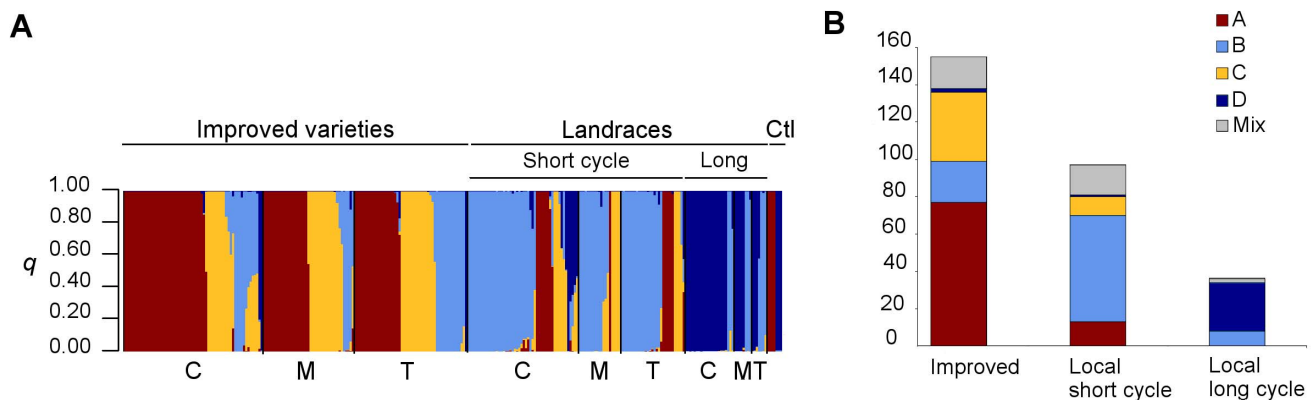 A
Improved varieties
Landraces
Ctl
Short cycle
Long
1.00
0.80
0.60
q
0.40
0.20
0.00
C M T C M T C M T
B
160
140
120
100
80
60
40
20
0
A
B
C
D
Mix
Improved
Local
short cycle
Local
long cycle